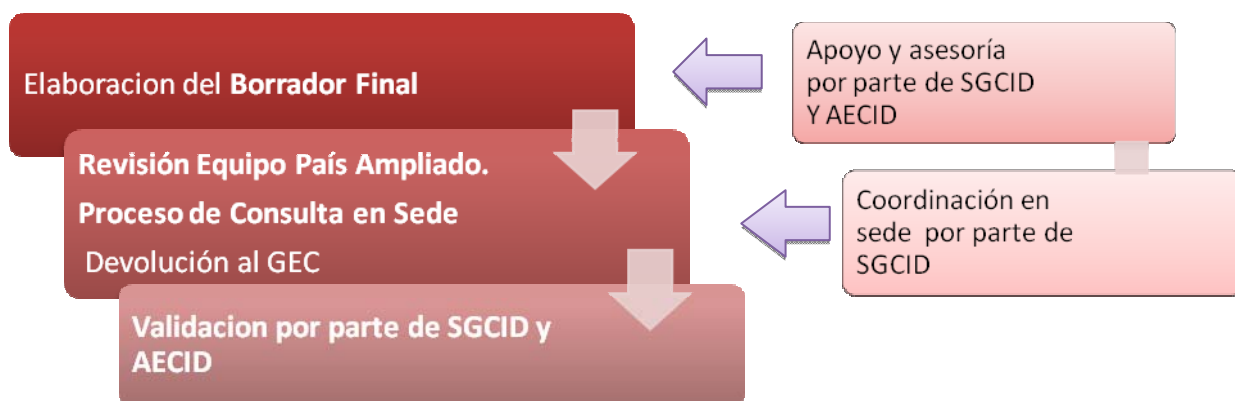 Elaboracion del Borrador Final
Revisión Equipo País Ampliado.
Proceso de Consulta en Sede
Devolución al GEC
Validacion por parte de SGCID y
AECID
Apoyo y asesoría
por parte de SGCID
Y AECID
Coordinación en
sede por parte de
SGCID